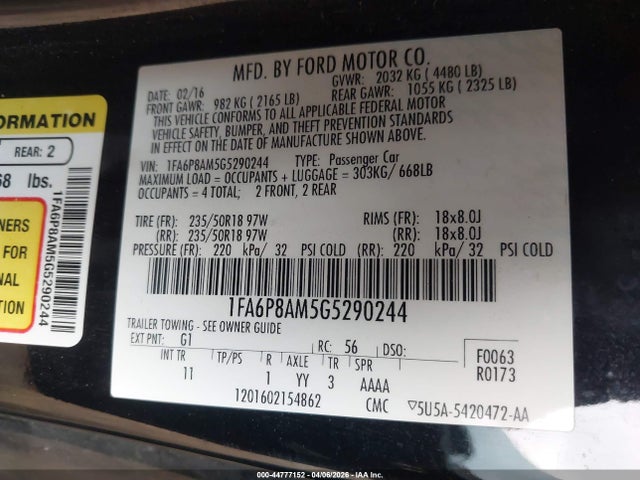 ORMATION
REAR: 2
68 lbs.
NERS
FOR
NAL
TION
1FA6P8AM5G5290244
MFD. BY FORD MOTOR CO.
DATE: 02/16 GVWR: 2032 KG ( 4480 LB)
FRONT GAWR: 982 KG ( 2165 LB) REAR GAWR: 1055 KG ( 2325 LB)
THIS VEHICLE CONFORMS TO ALL APPLICABLE FEDERAL MOTOR
VEHICLE SAFETY, BUMPER, AND THEFT PREVENTION STANDARDS
IN EFFECT ON THE DATE OF MANUFACTURE SHOWN ABOVE.
VIN: 1FA6P8AM5G5290244 TYPE: Passenger Car
MAXIMUM LOAD = OCCUPANTS + LUGGAGE = 303KG/ 668LB
OCCUPANTS = 4 TOTAL; 2 FRONT, 2 REAR
TIRE (FR): 235/50R18 97W RIMS (FR): 18x8.0J
(RR): 235/50R18 97W (RR): 18x8.0J
PRESSURE (FR): 220 kPa/ 32 PSI COLD (RR): 220 kPa/ 32 PSI COLD
1FA6P8AM5G5290244
TRAILER TOWING - SEE OWNER GUIDE
EXT PNT: G1 RC: 56 DSO: F0063
INT TR TP/PS R AXLE TR SPR R0173
11 1 YY 3 AAAA
1201602154862 CMC ▽5U5A-5420472-AA
000-44777152 | 04/06/2026 | IAA Inc.